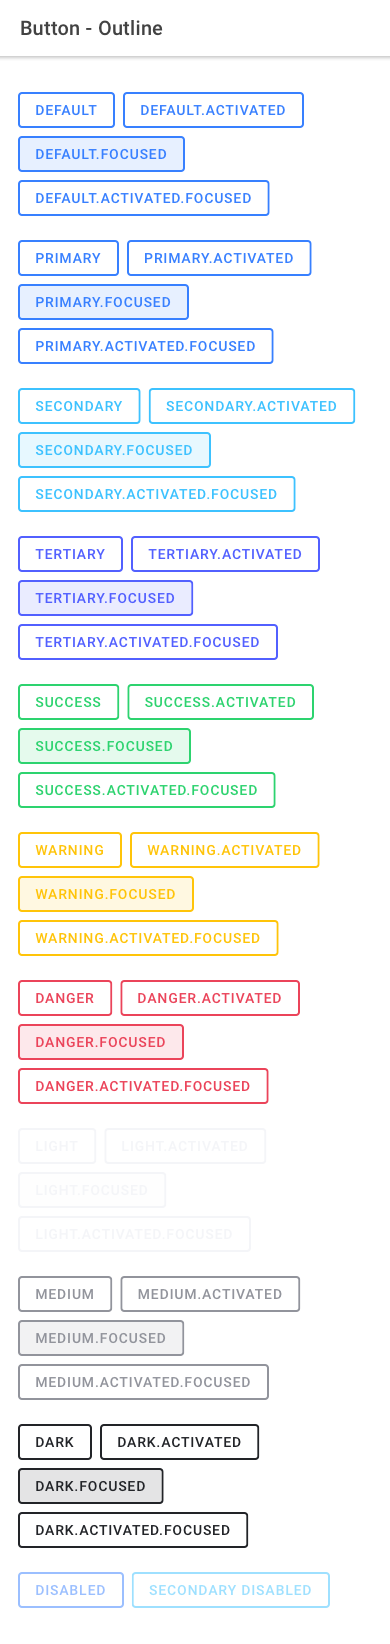 Button - Outline
DEFAULT DEFAULT.ACTIVATED
DEFAULT.FOCUSED
DEFAULT.ACTIVATED.FOCUSED
PRIMARY PRIMARY.ACTIVATED
PRIMARY.FOCUSED
PRIMARY.ACTIVATED.FOCUSED
SECONDARY SECONDARY.ACTIVATED
SECONDARY.FOCUSED
SECONDARY.ACTIVATED.FOCUSED
TERTIARY TERTIARY.ACTIVATED
TERTIARY.FOCUSED
TERTIARY.ACTIVATED.FOCUSED
SUCCESS SUCCESS.ACTIVATED
SUCCESS.FOCUSED
SUCCESS.ACTIVATED.FOCUSED
WARNING WARNING.ACTIVATED
WARNING.FOCUSED
WARNING.ACTIVATED.FOCUSED
DANGER DANGER.ACTIVATED
DANGER.FOCUSED
DANGER.ACTIVATED.FOCUSED
LIGHT LIGHT.ACTIVATED
LIGHT.FOCUSED
LIGHT.ACTIVATED.FOCUSED
MEDIUM MEDIUM.ACTIVATED
MEDIUM.FOCUSED
MEDIUM.ACTIVATED.FOCUSED
DARK DARK.ACTIVATED
DARK.FOCUSED
DARK.ACTIVATED.FOCUSED
DISABLED SECONDARY DISABLED